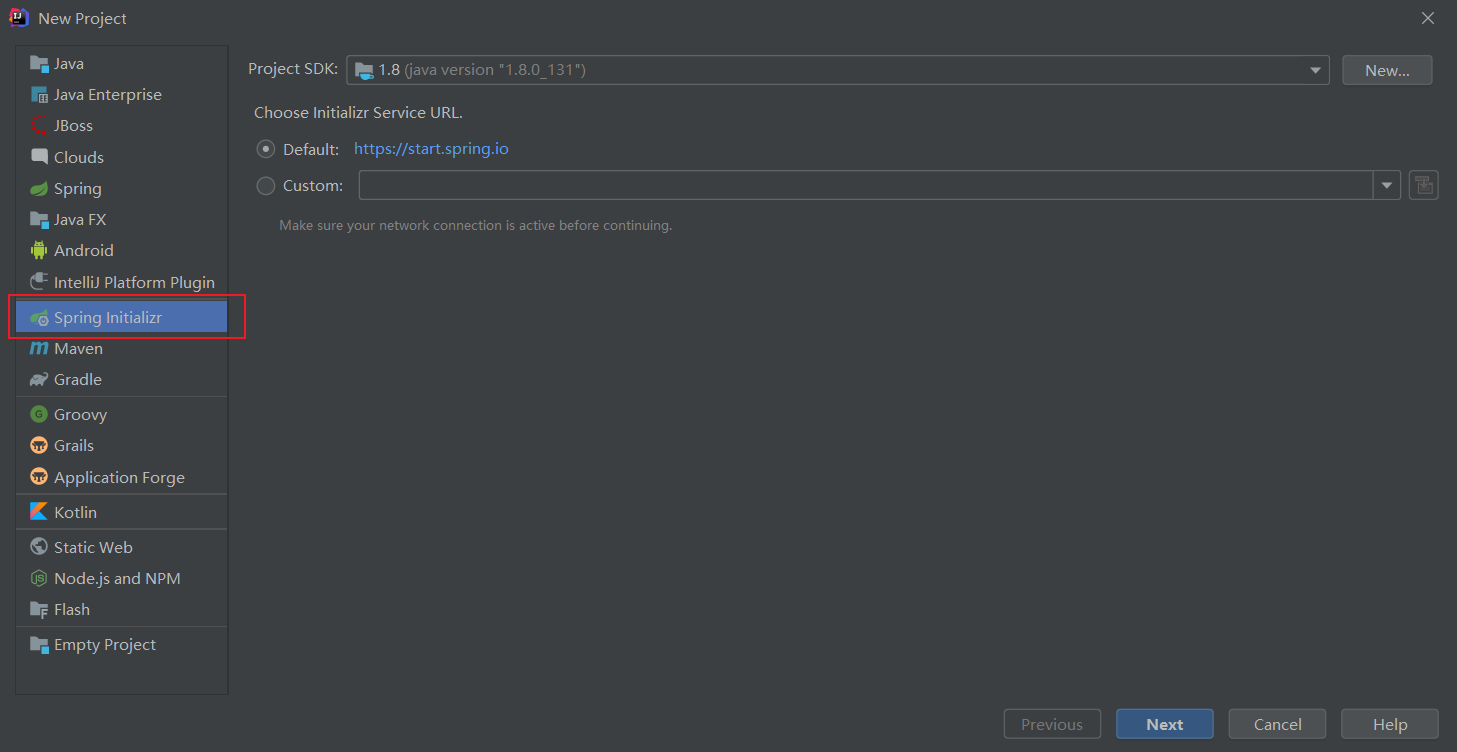 New Project
Java
Java Enterprise
JBoss
Clouds
Spring
Java FX
Android
IntelliJ Platform Plugin
Spring Initializr
Maven
Gradle
Groovy
Grails
Application Forge
Kotlin
Static Web
Node.js and NPM
Flash
Empty Project
Project SDK: 1.8 (java version "1.8.0_131") New...
Choose Initializr Service URL.
Default: https://start.spring.io
Custom:
Make sure your network connection is active before continuing.
Previous Next Cancel Help